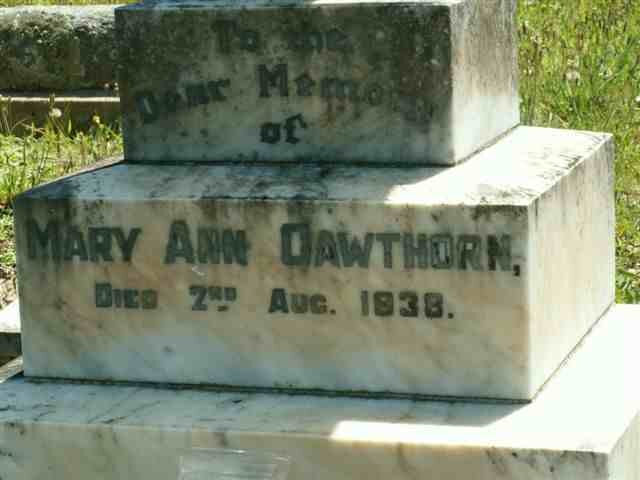 To the
Dear Memory
of
MARY ANN DAWTHORN,
DIED 2ND AUG. 1938.